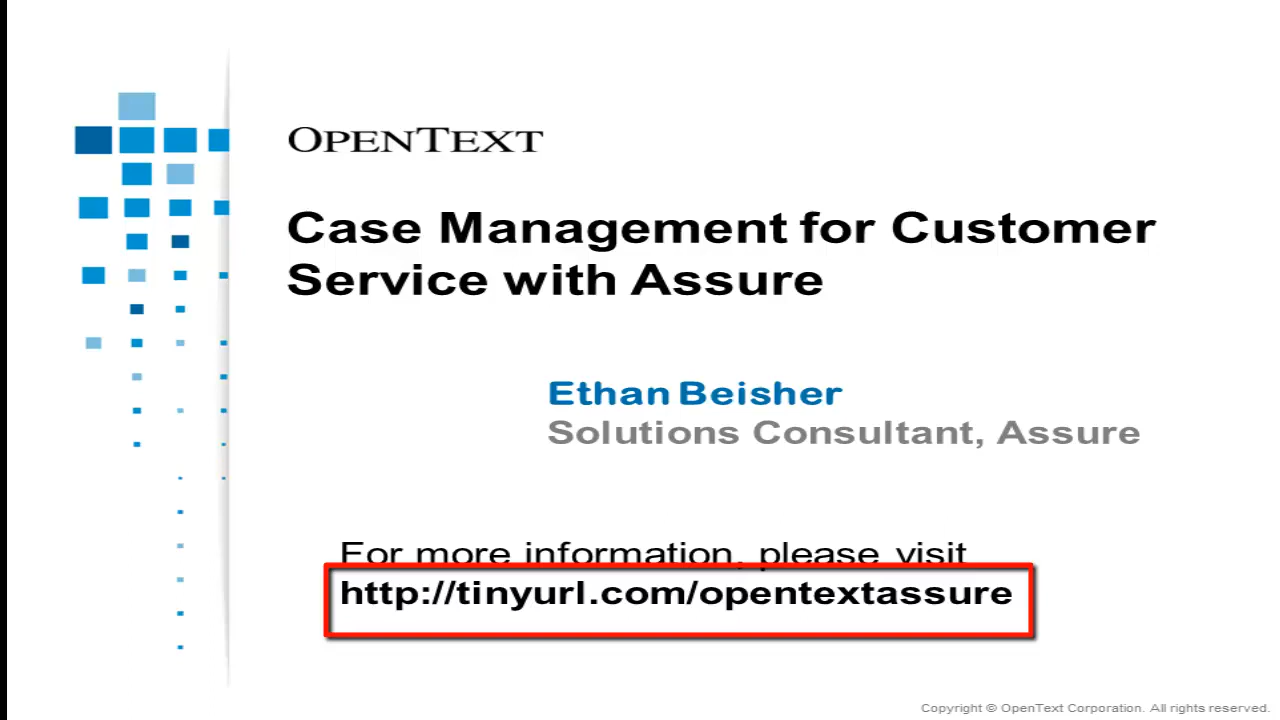 OPENTEXT
Case Management for Customer
Service with Assure
Ethan Beisher
Solutions Consultant, Assure
For more information, please visit
http://tinyurl.com/opentextassure
Copyright © OpenText Corporation. All rights reserved.